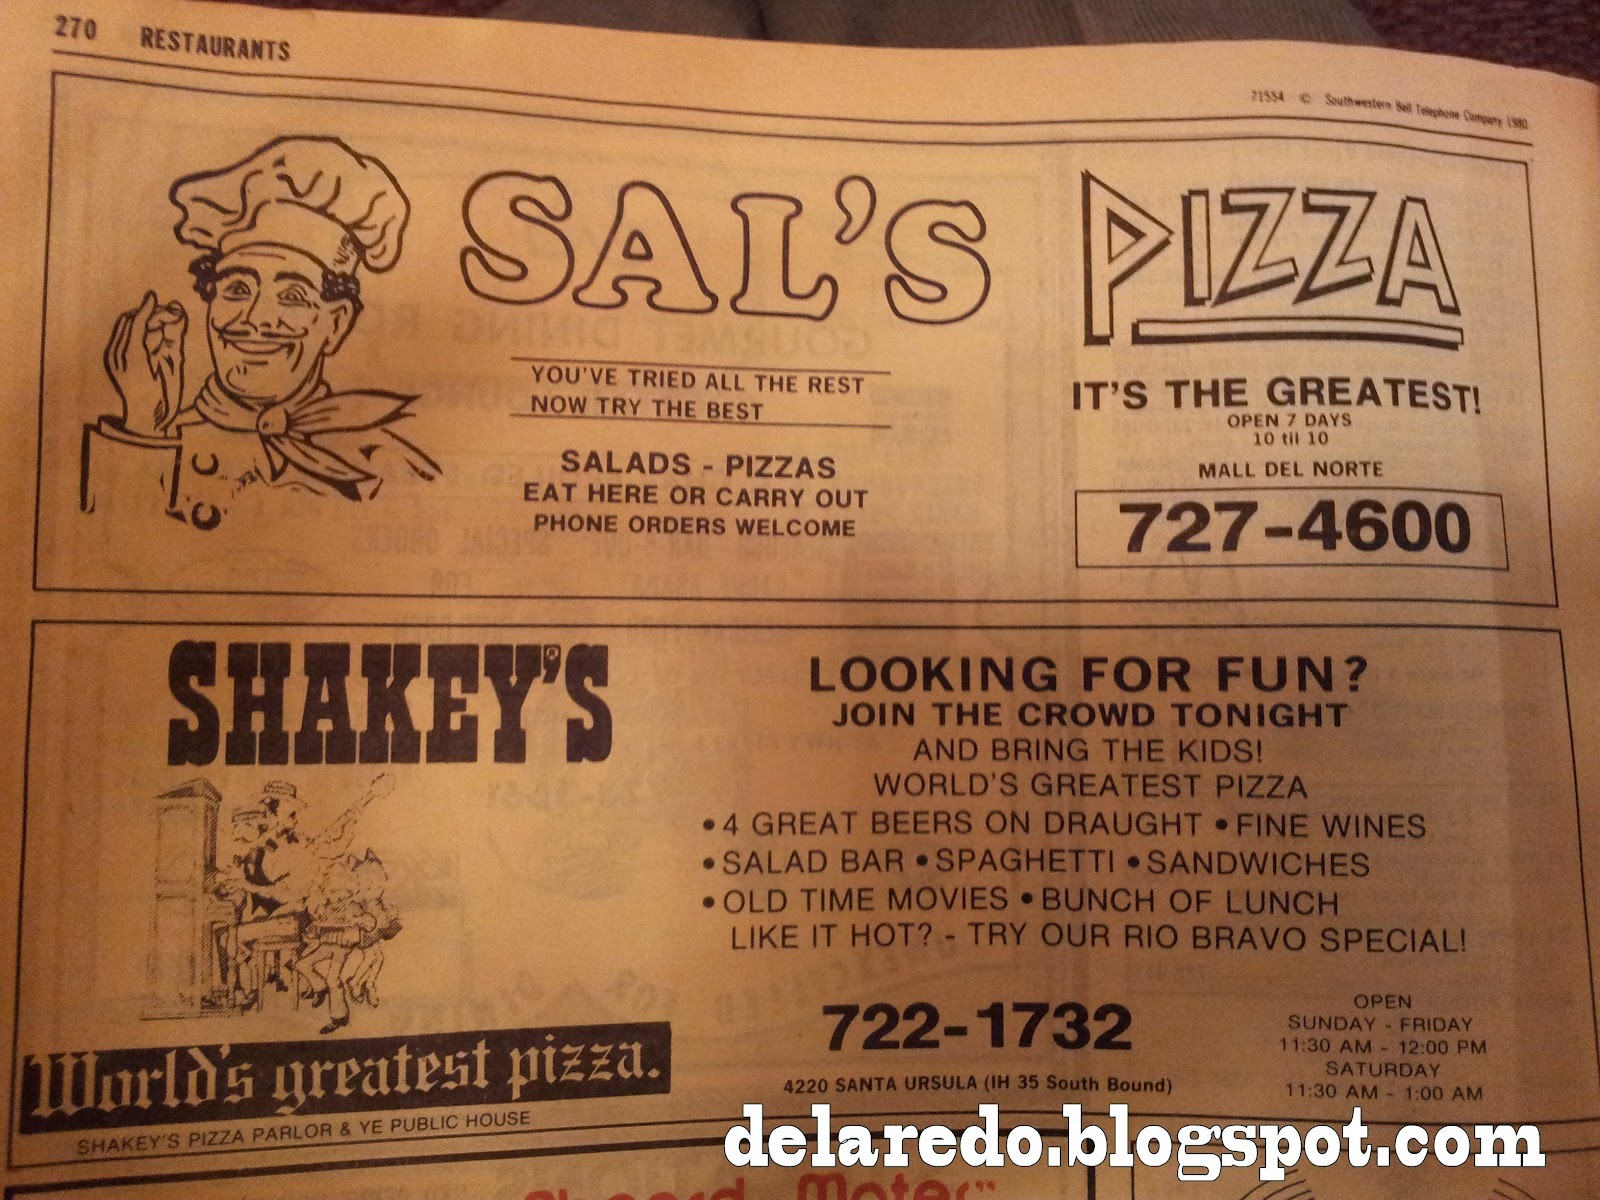 270 RESTAURANTS
71554 © Southwestern Bell Telephone Company 1980
SAL'S
PIZZA
YOU'VE TRIED ALL THE REST
NOW TRY THE BEST
SALADS - PIZZAS
EAT HERE OR CARRY OUT
PHONE ORDERS WELCOME
IT'S THE GREATEST!
OPEN 7 DAYS
10 til 10
MALL DEL NORTE
727-4600
SHAKEY'S®
World's greatest pizza.
SHAKEY'S PIZZA PARLOR & YE PUBLIC HOUSE
LOOKING FOR FUN?
JOIN THE CROWD TONIGHT
AND BRING THE KIDS!
WORLD'S GREATEST PIZZA
• 4 GREAT BEERS ON DRAUGHT • FINE WINES
• SALAD BAR • SPAGHETTI • SANDWICHES
• OLD TIME MOVIES • BUNCH OF LUNCH
LIKE IT HOT? - TRY OUR RIO BRAVO SPECIAL!
722-1732
4220 SANTA URSULA (IH 35 South Bound)
OPEN
SUNDAY - FRIDAY
11:30 AM - 12:00 PM
SATURDAY
11:30 AM - 1:00 AM
delaredo.blogspot.com